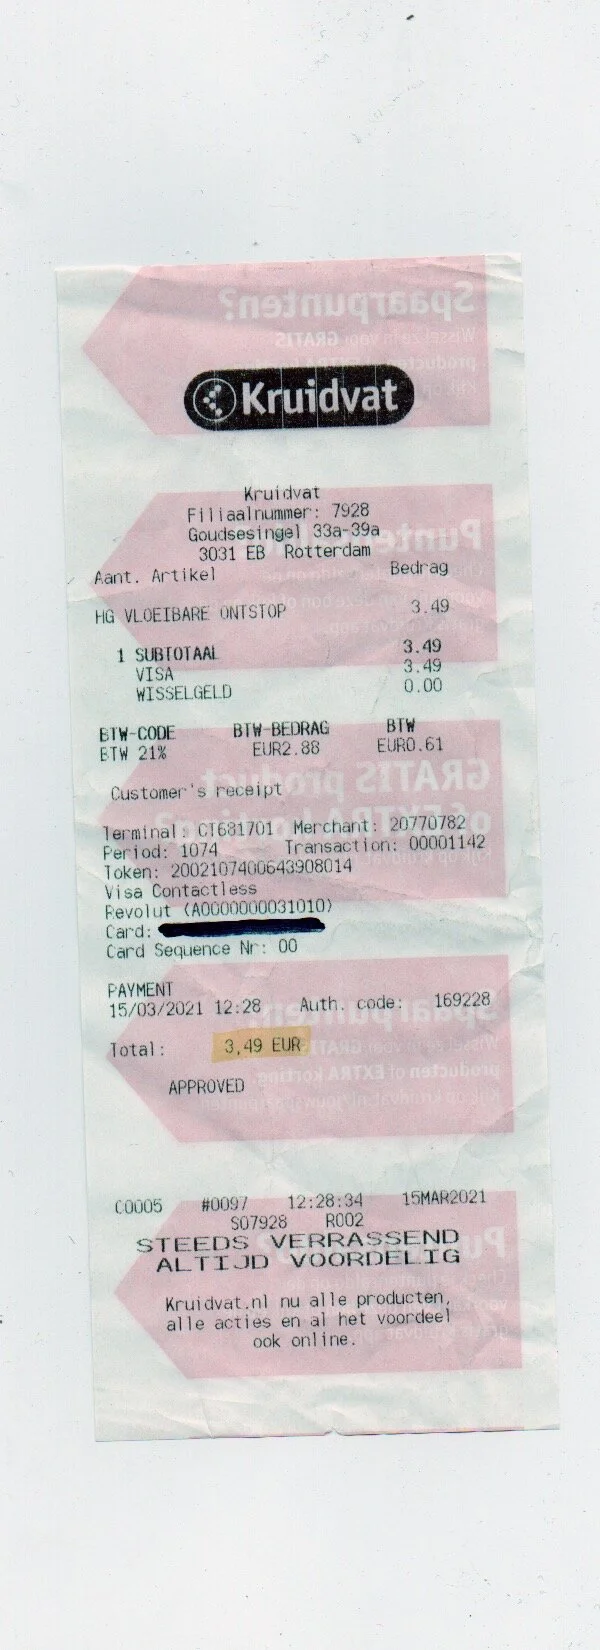 Kruidvat
Kruidvat
Filiaalnummer: 7928
Goudsesingel 33a-39a
3031 EB Rotterdam
Aant. Artikel Bedrag
HG VLOEIBARE ONTSTOP 3.49
1 SUBTOTAAL 3.49
VISA 3.49
WISSELGELD 0.00
BTW-CODE BTW-BEDRAG BTW
BTW 21% EUR2.88 EUR0.61
Customer's receipt
Terminal: CT681701 Merchant: 20770782
Period: 1074 Transaction: 00001142
Token: 2002107400643908014
Visa Contactless
Revolut (A0000000031010)
Card:
Card Sequence Nr: 00
PAYMENT
15/03/2021 12:28 Auth. code: 169228
Total: 3,49 EUR
APPROVED
C0005 #0097 12:28:34 15MAR2021
S07928 R002
STEEDS VERRASSEND
ALTIJD VOORDELIG
Kruidvat.nl nu alle producten,
alle acties en al het voordeel
ook online.